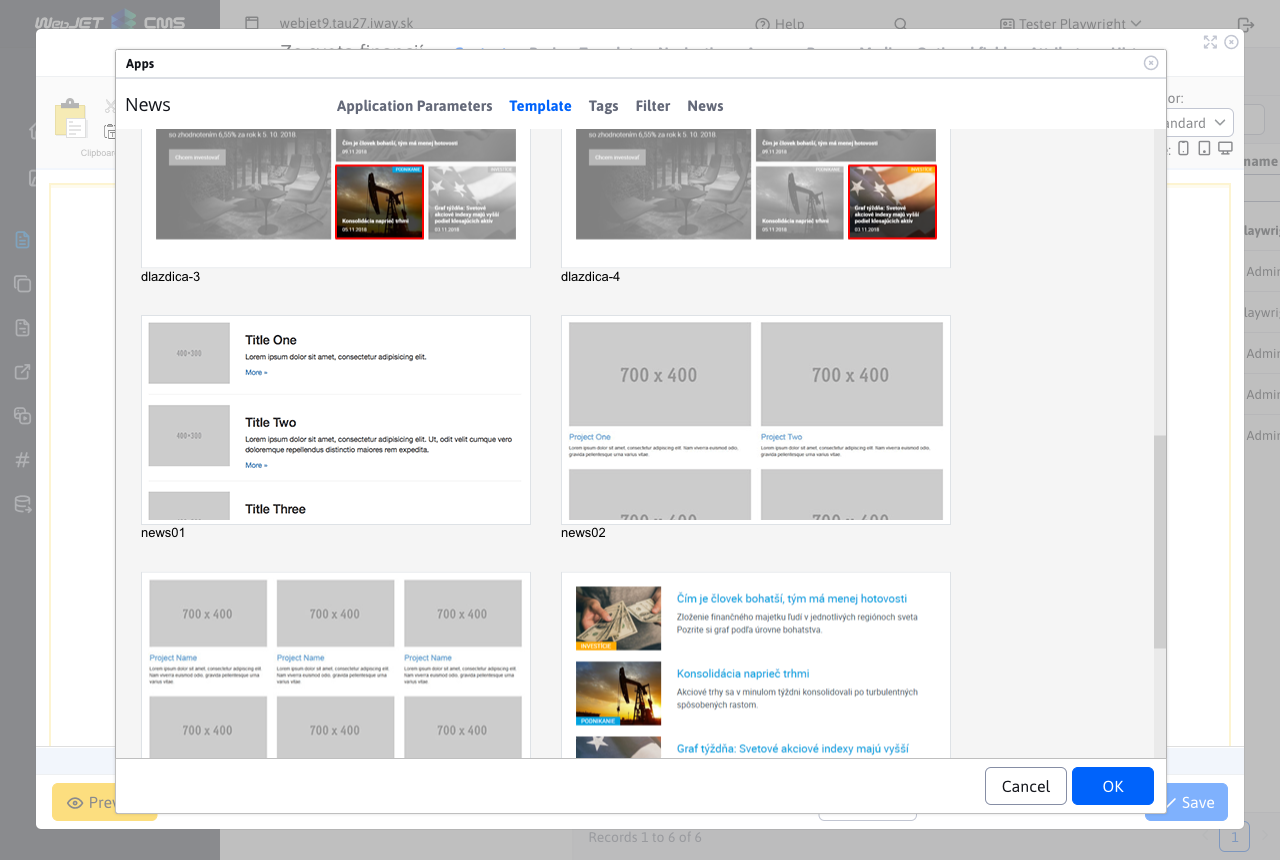 WebJET CMS
webjet9.tau27.iway.sk
Help
Tester Playwright
Apps
News
Application Parameters
Template
Tags
Filter
News
so zhodnotením 6,55% za rok k 5. 10. 2018.
Chcem investovať
Čím je človek bohatší, tým má menej hotovosti
09.11.2018
PODNIKANIE
Konsolidácia naprieč trhmi
05.11.2018
INVESTÍCIE
Graf týždňa: Svetové
akciové indexy majú vyšší
podiel klesajúcich aktív
03.11.2018
dlazdica-3
so zhodnotením 6,55% za rok k 5. 10. 2018.
Chcem investovať
Čím je človek bohatší, tým má menej hotovosti
09.11.2018
PODNIKANIE
Konsolidácia naprieč trhmi
05.11.2018
INVESTÍCIE
Graf týždňa: Svetové
akciové indexy majú vyšší
podiel klesajúcich aktív
03.11.2018
dlazdica-4
400×300
Title One
Lorem ipsum dolor sit amet, consectetur adipisicing elit.
More »
400×300
Title Two
Lorem ipsum dolor sit amet, consectetur adipisicing elit. Ut, odit velit cumque vero
doloremque repellendus distinctio maiores rem expedita.
More »
Title Three
news01
700 x 400
700 x 400
Project One
Lorem ipsum dolor sit amet, consectetur adipiscing elit. Nam viverra euismod odio,
gravida pellentesque urna varius vitae.
Project Two
Lorem ipsum dolor sit amet, consectetur adipiscing elit. Nam viverra euismod odio,
gravida pellentesque urna varius vitae.
700 x 400
700 x 400
news02
700 x 400
700 x 400
700 x 400
Project Name
Lorem ipsum dolor sit amet, consectetur adipiscing elit.
Nam viverra euismod odio, gravida pellentesque urna
varius vitae.
Project Name
Lorem ipsum dolor sit amet, consectetur adipiscing elit.
Nam viverra euismod odio, gravida pellentesque urna
varius vitae.
Project Name
Lorem ipsum dolor sit amet, consectetur adipiscing elit.
Nam viverra euismod odio, gravida pellentesque urna
varius vitae.
700 x 400
700 x 400
700 x 400
INVESTÍCIE
Čím je človek bohatší, tým má menej hotovosti
Zloženie finančného majetku ľudí v jednotlivých regiónoch sveta
Pozrite si graf podľa úrovne bohatstva.
PODNIKANIE
Konsolidácia naprieč trhmi
Akciové trhy sa v minulom týždni konsolidovali po turbulentných
spôsobených rastom.
Graf týždňa: Svetové akciové indexy majú vyšší
Cancel
OK
Clipboar
or:
andard
name
laywri
Admin
laywri
Admin
Admin
Admin
Prev
Save
Records 1 to 6 of 6
1